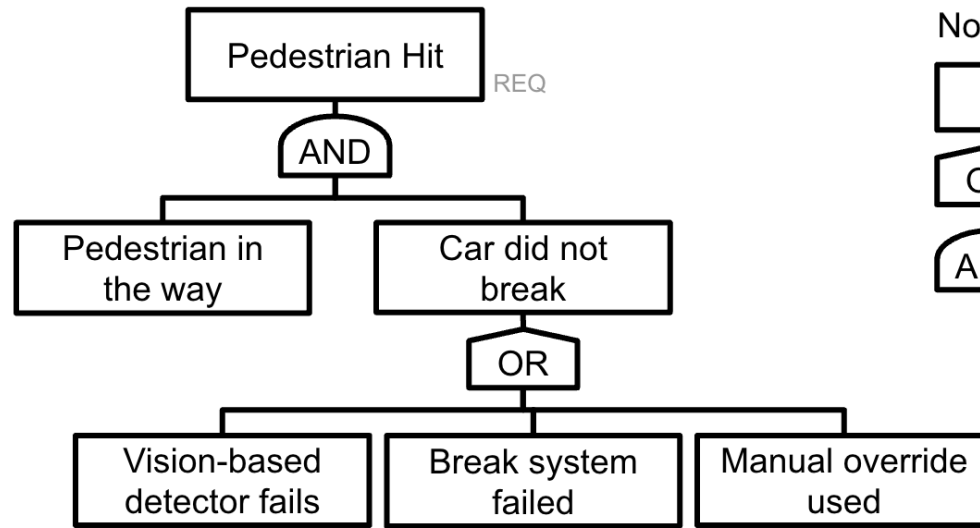 Pedestrian Hit
REQ
AND
Pedestrian in
the way
Car did not
break
OR
Vision-based
detector fails
Break system
failed
Manual override
used